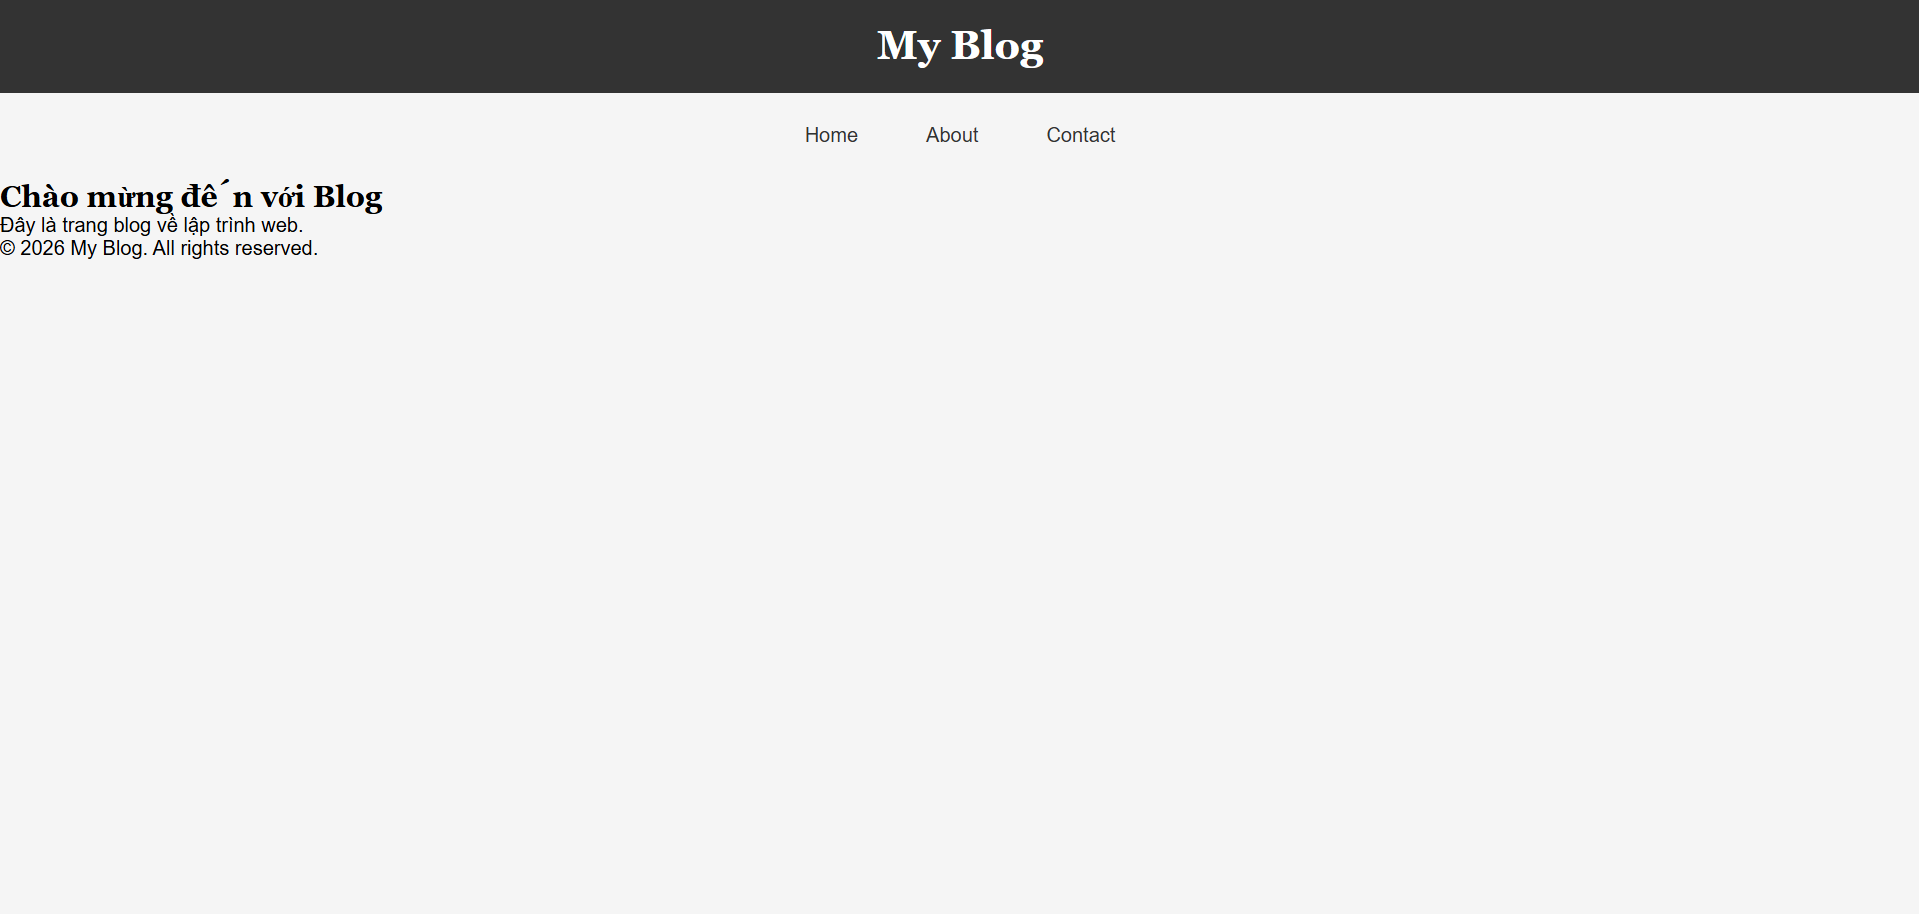 My Blog
Home About Contact
Chào mừng đến với Blog
Đây là trang blog về lập trình web.
© 2026 My Blog. All rights reserved.